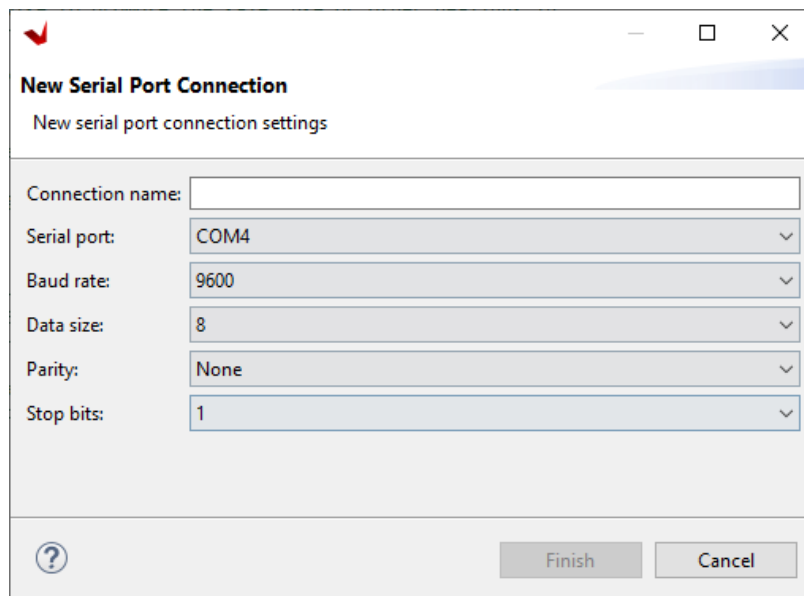 New Serial Port Connection
New serial port connection settings
Connection name:
Serial port: COM4
Baud rate: 9600
Data size: 8
Parity: None
Stop bits: 1
?
Finish Cancel